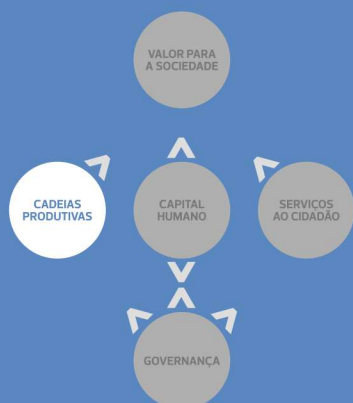 VALOR PARA
A SOCIEDADE
CADEIAS
PRODUTIVAS
CAPITAL
HUMANO
SERVIÇOS
AO CIDADÃO
GOVERNANÇA